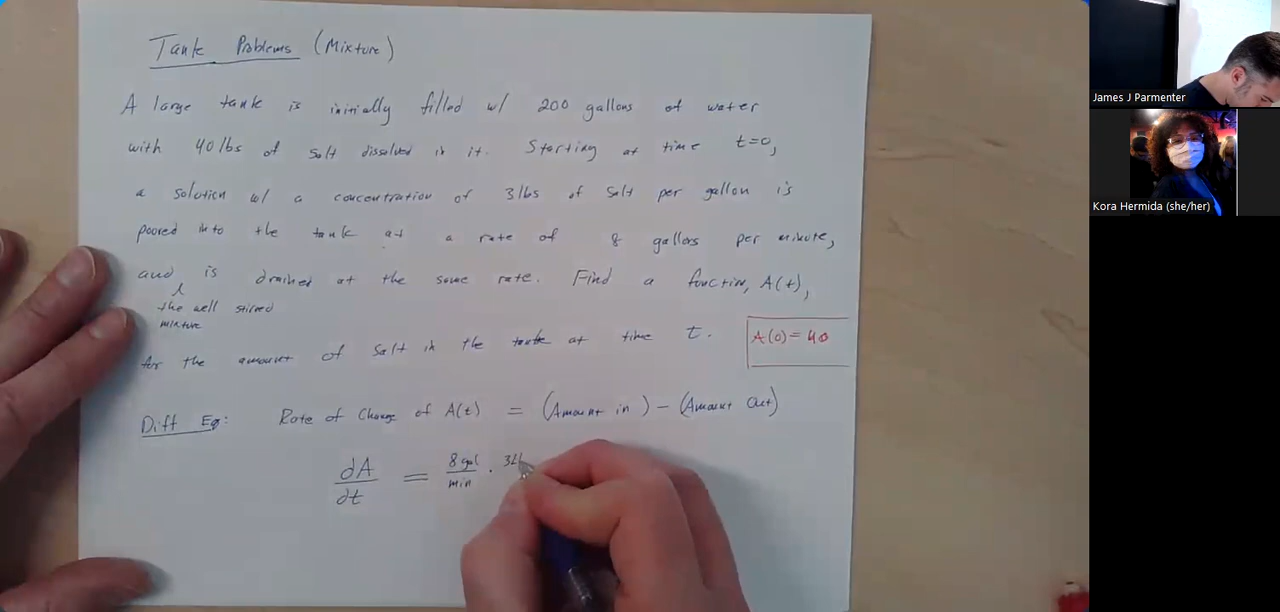 Tank Problems (Mixture)
A large tank is initially filled w/ 200 gallons of water
with 40 lbs of salt dissolved in it. Starting at time t=0,
a solution w/ a concentration of 3 lbs of salt per gallon is
poored into the tank at a rate of 8 gallons per minute,
and is drained at the same rate. Find a function, A(t),
the well stirred
mixture
for the amount of salt in the tank at time t.
A(0) = 40
Diff Eq: Rate of Change of A(t) = (Amount in) - (Amount Out)
dA/dt = 8 gal/min · 3 lb
James J Parmenter
Kora Hermida (she/her)